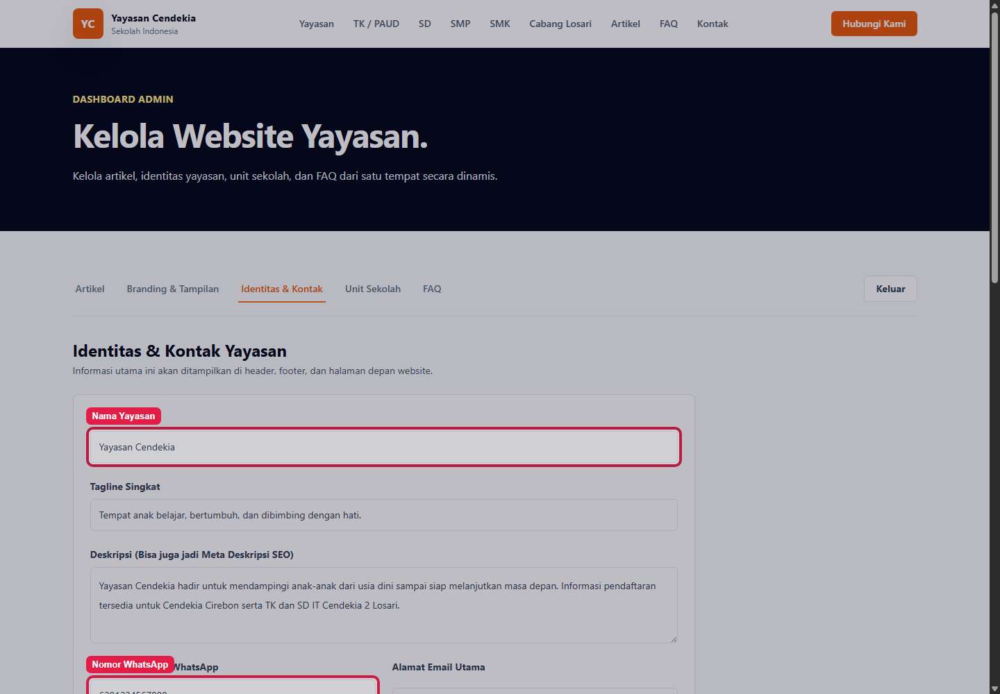 YC
Yayasan Cendekia
Sekolah Indonesia
Yayasan
TK / PAUD
SD
SMP
SMK
Cabang Losari
Artikel
FAQ
Kontak
Hubungi Kami
DASHBOARD ADMIN
Kelola Website Yayasan.
Kelola artikel, identitas yayasan, unit sekolah, dan FAQ dari satu tempat secara dinamis.
Artikel
Branding & Tampilan
Identitas & Kontak
Unit Sekolah
FAQ
Keluar
Identitas & Kontak Yayasan
Informasi utama ini akan ditampilkan di header, footer, dan halaman depan website.
Nama Yayasan
Yayasan Cendekia
Tagline Singkat
Tempat anak belajar, bertumbuh, dan dibimbing dengan hati.
Deskripsi (Bisa juga jadi Meta Deskripsi SEO)
Yayasan Cendekia hadir untuk mendampingi anak-anak dari usia dini sampai siap melanjutkan masa depan. Informasi pendaftaran
tersedia untuk Cendekia Cirebon serta TK dan SD IT Cendekia 2 Losari.
Nomor WhatsApp
WhatsApp
Alamat Email Utama